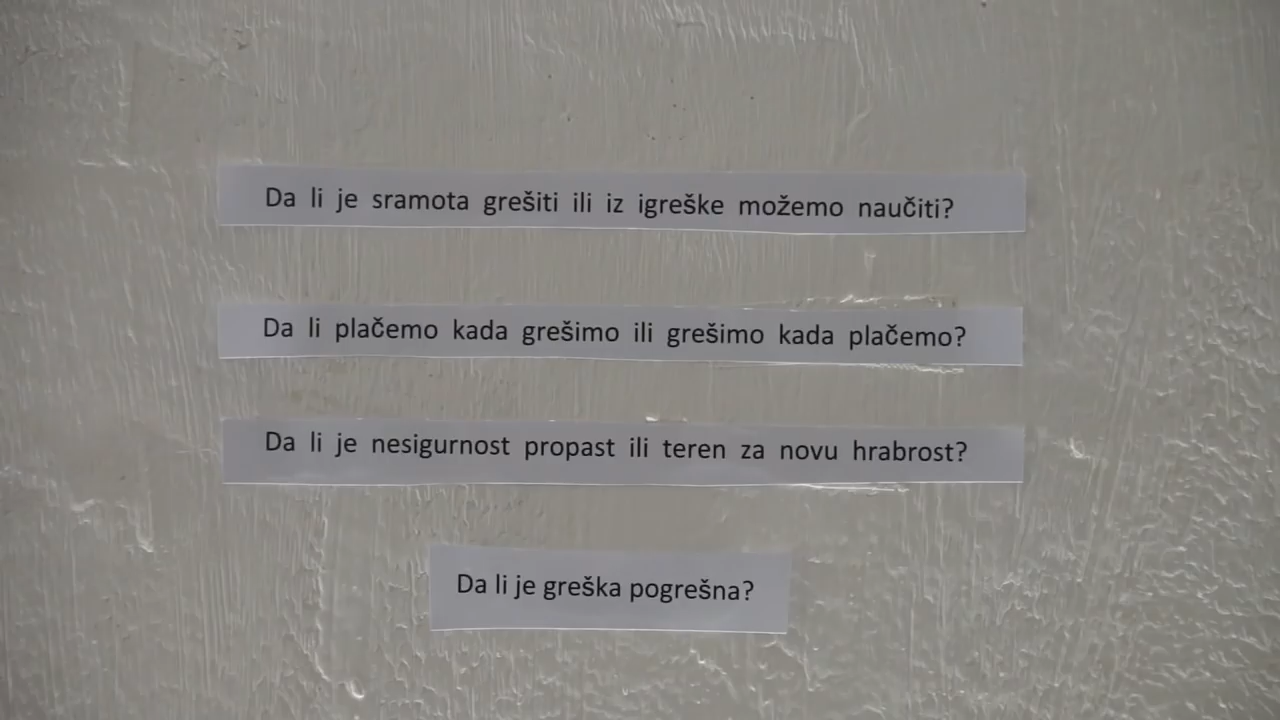 Da li je sramota grešiti ili iz igreške možemo naučiti?
Da li plačemo kada grešimo ili grešimo kada plačemo?
Da li je nesigurnost propast ili teren za novu hrabrost?
Da li je greška pogrešna?